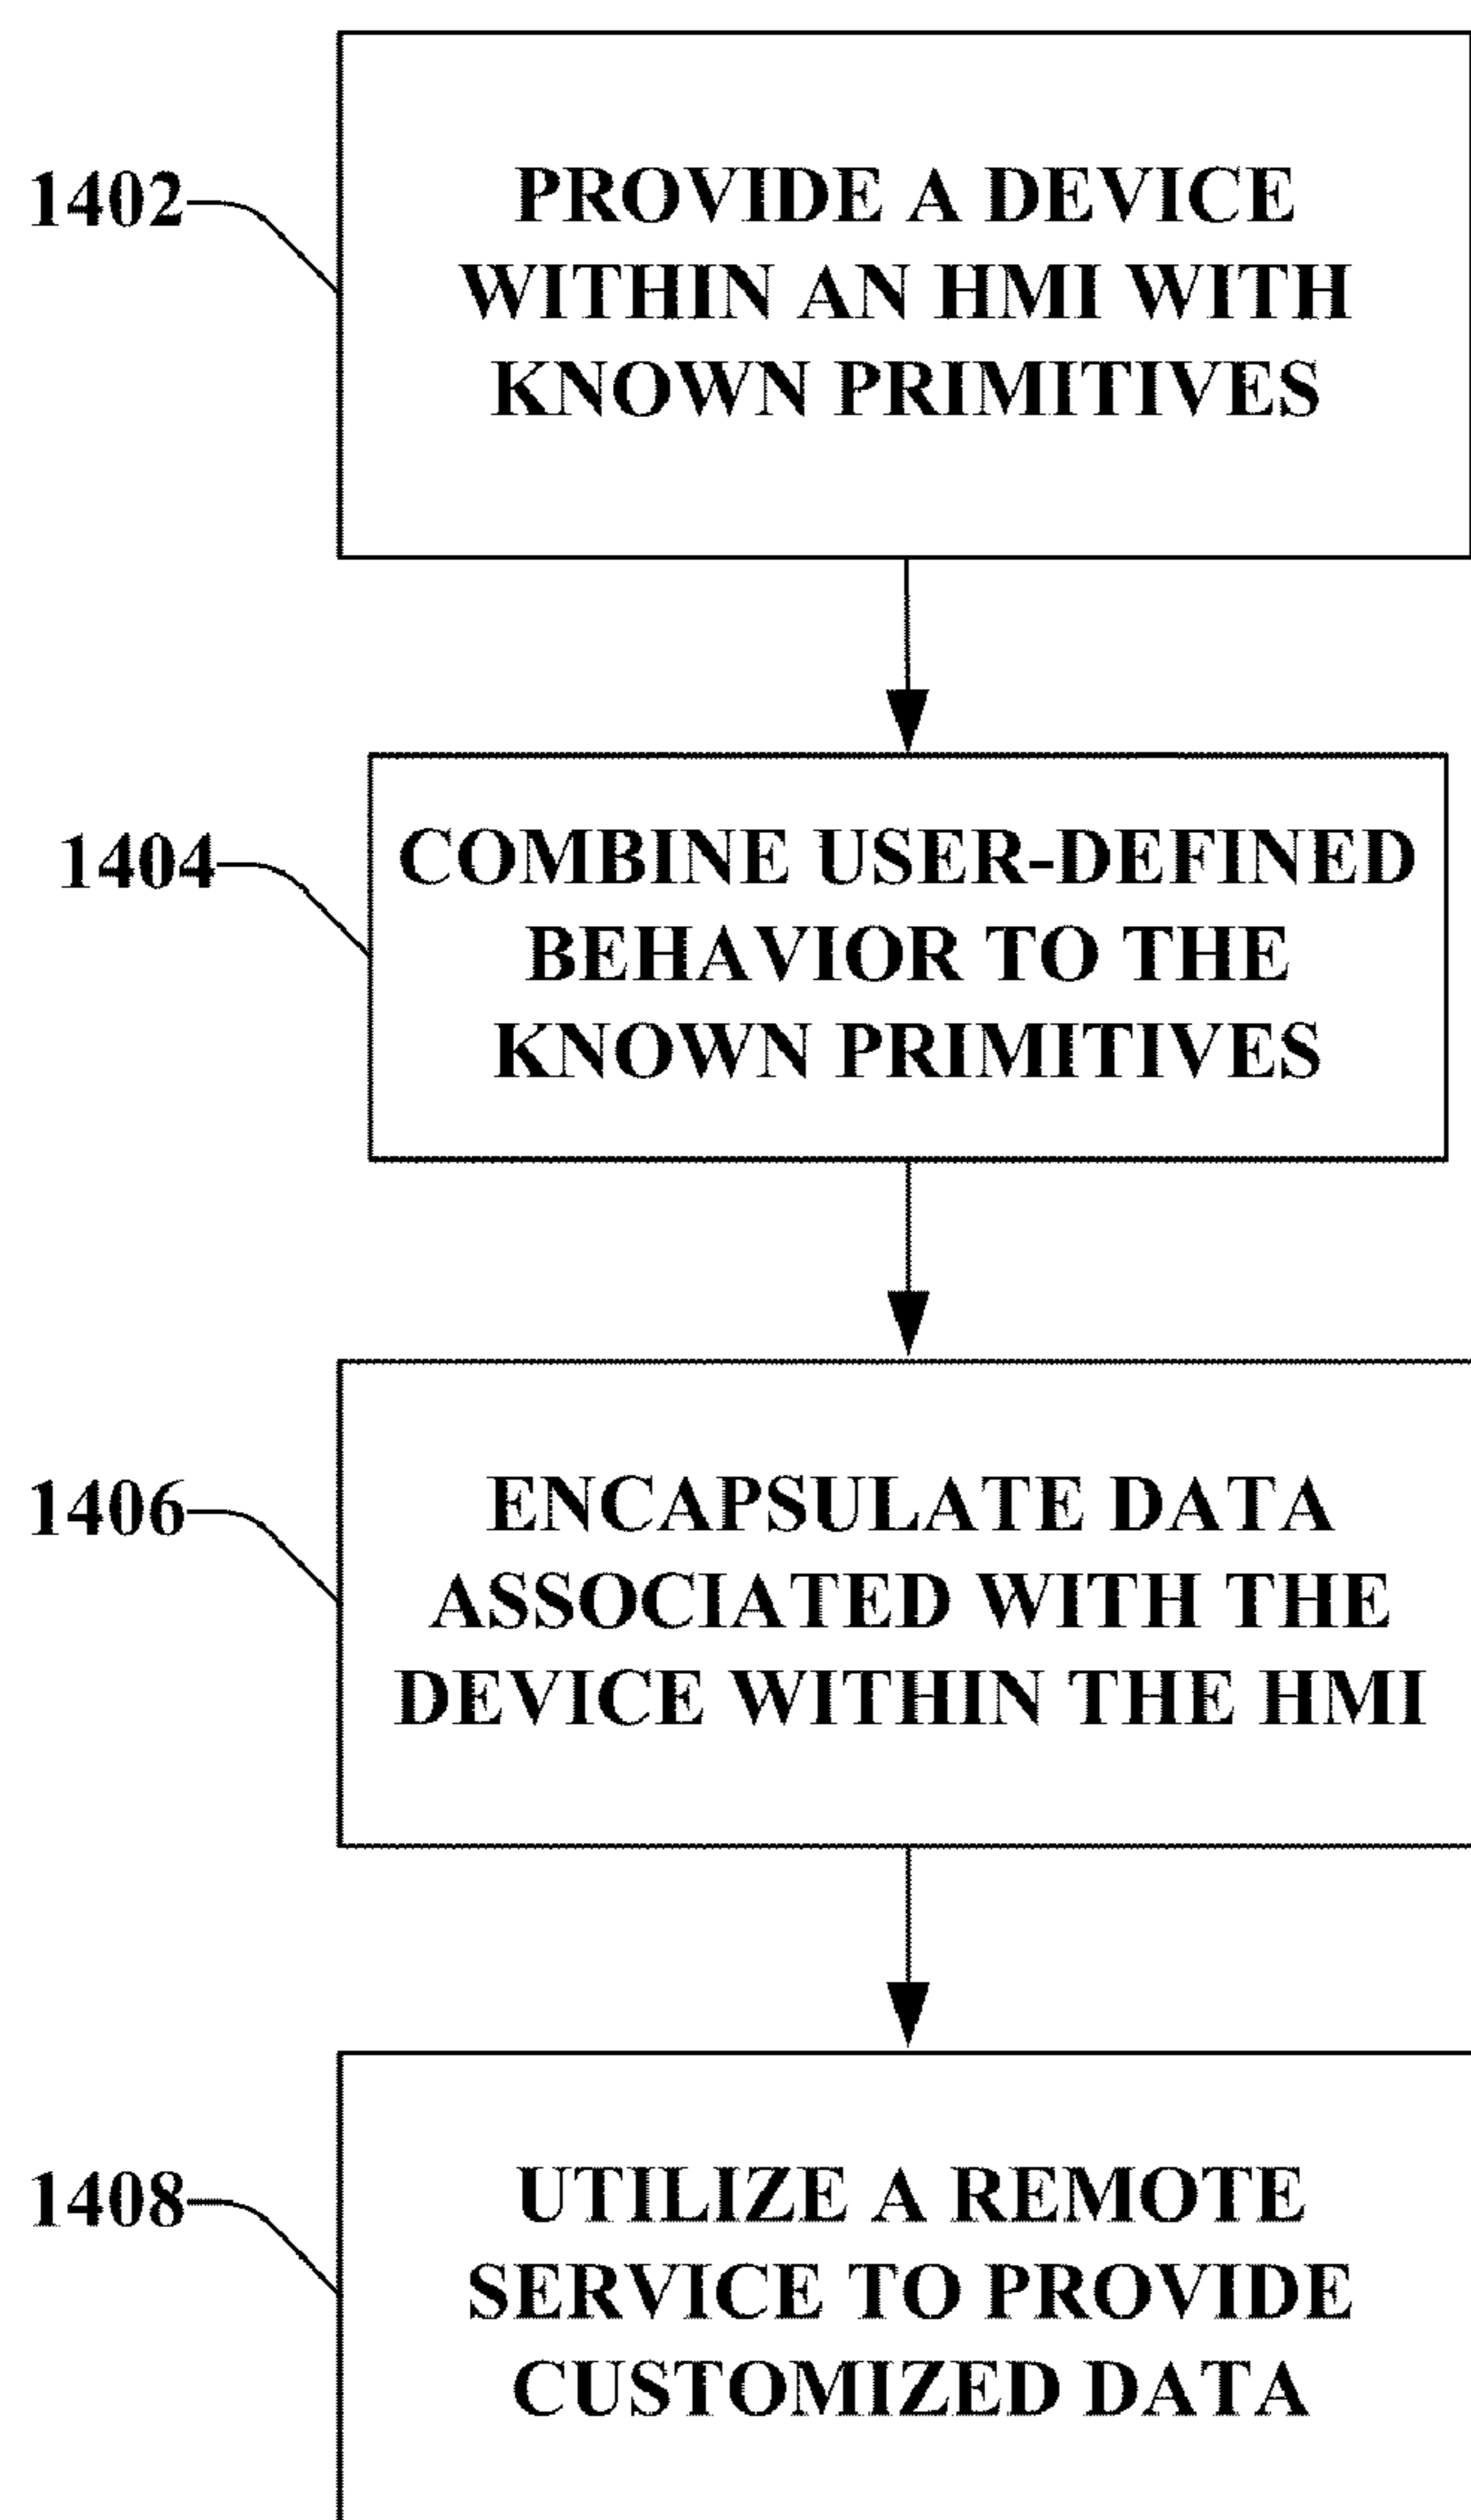 1402
PROVIDE A DEVICE
WITHIN AN HMI WITH
KNOWN PRIMITIVES
1404
COMBINE USER-DEFINED
BEHAVIOR TO THE
KNOWN PRIMITIVES
1406
ENCAPSULATE DATA
ASSOCIATED WITH THE
DEVICE WITHIN THE HMI
1408
UTILIZE A REMOTE
SERVICE TO PROVIDE
CUSTOMIZED DATA